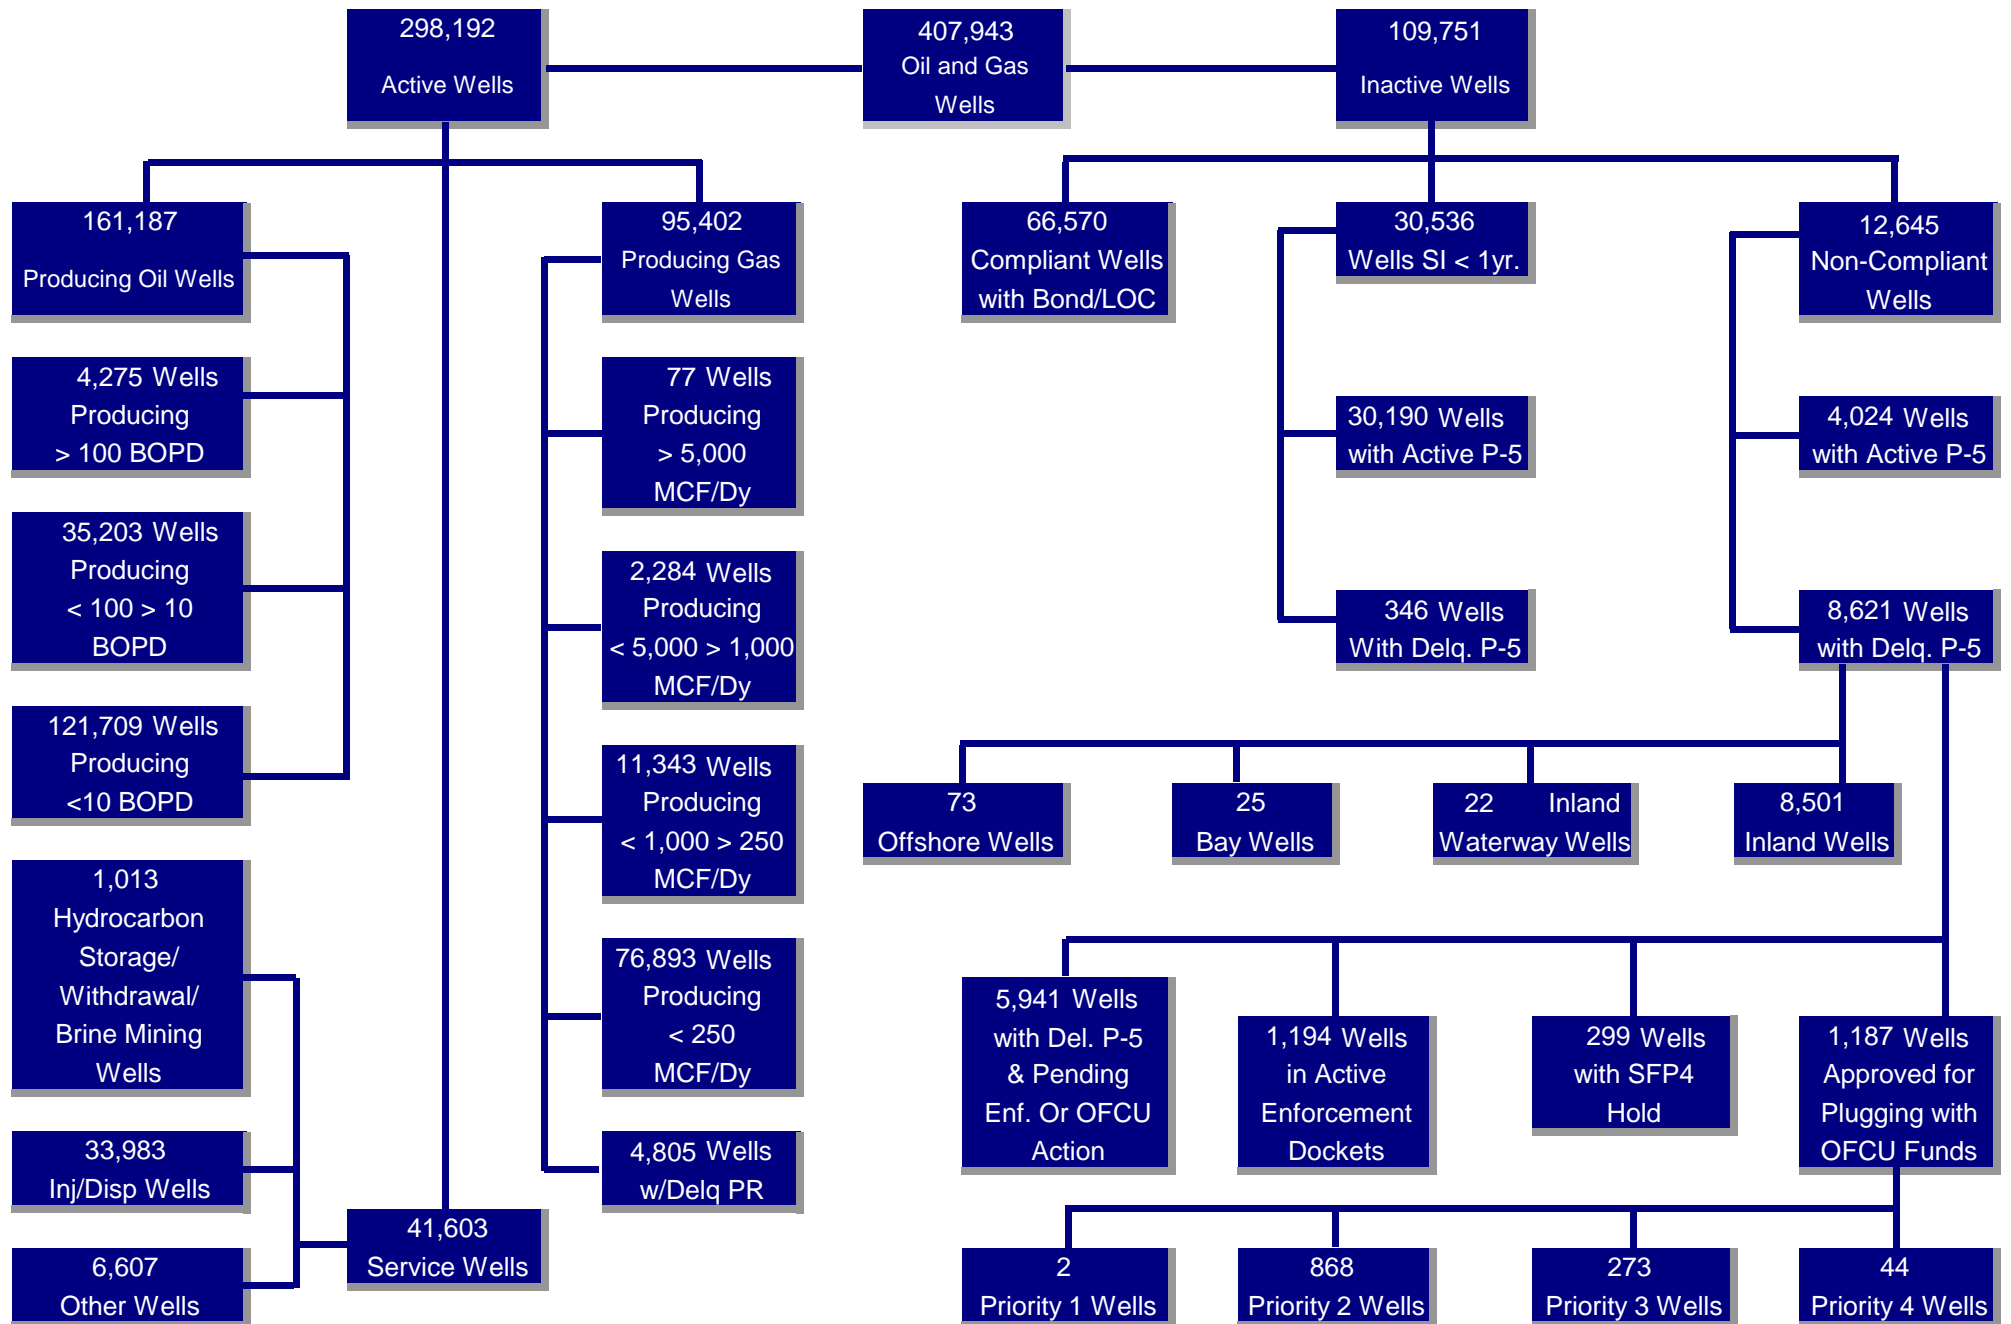 298,192
Active Wells
407,943
Oil and Gas
Wells
109,751
Inactive Wells
161,187
Producing Oil Wells
95,402
Producing Gas
Wells
66,570
Compliant Wells
with Bond/LOC
30,536
Wells SI < 1yr.
12,645
Non-Compliant
Wells
4,275 Wells
Producing
> 100 BOPD
77 Wells
Producing
> 5,000
MCF/Dy
30,190 Wells
with Active P-5
4,024 Wells
with Active P-5
35,203 Wells
Producing
< 100 > 10
BOPD
2,284 Wells
Producing
< 5,000 > 1,000
MCF/Dy
346 Wells
With Delq. P-5
8,621 Wells
with Delq. P-5
121,709 Wells
Producing
<10 BOPD
11,343 Wells
Producing
< 1,000 > 250
MCF/Dy
73
Offshore Wells
25
Bay Wells
22 Inland
Waterway Wells
8,501
Inland Wells
1,013
Hydrocarbon
Storage/
Withdrawal/
Brine Mining
Wells
76,893 Wells
Producing
< 250
MCF/Dy
5,941 Wells
with Del. P-5
& Pending
Enf. Or OFCU
Action
1,194 Wells
in Active
Enforcement
Dockets
299 Wells
with SFP4
Hold
1,187 Wells
Approved for
Plugging with
OFCU Funds
33,983
Inj/Disp Wells
4,805 Wells
w/Delq PR
41,603
Service Wells
6,607
Other Wells
2
Priority 1 Wells
868
Priority 2 Wells
273
Priority 3 Wells
44
Priority 4 Wells